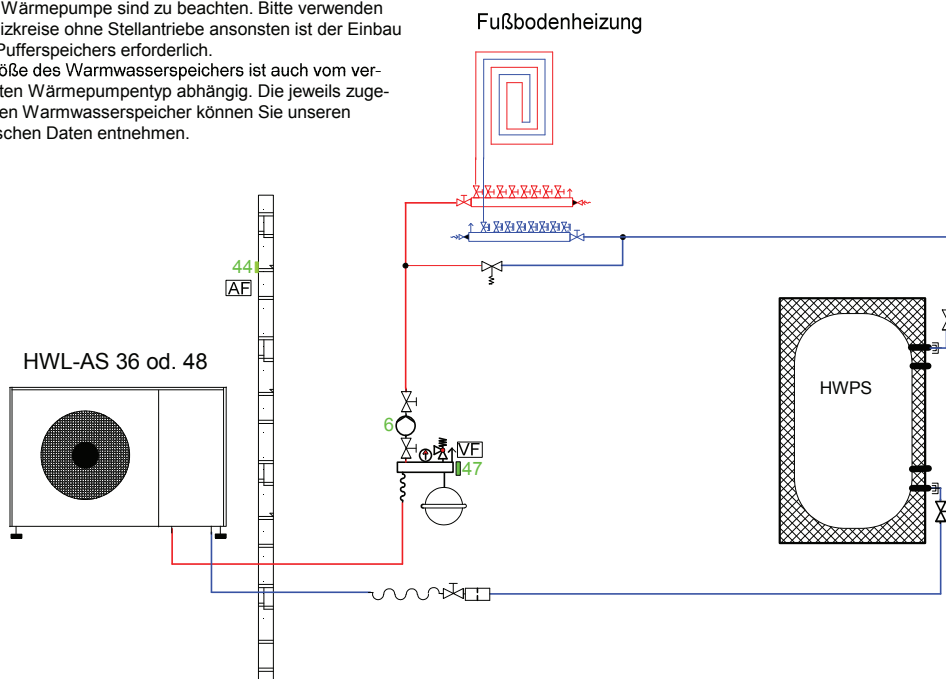 Wärmepumpe sind zu beachten. Bitte verwenden
izkreise ohne Stellantriebe ansonsten ist der Einbau
Pufferspeichers erforderlich.
öße des Warmwasserspeichers ist auch vom ver-
ten Wärmepumpentyp abhängig. Die jeweils zuge-
en Warmwasserspeicher können Sie unseren
schen Daten entnehmen.
Fußbodenheizung
44
AF
HWL-AS 36 od. 48
HWPS
6
VF
47